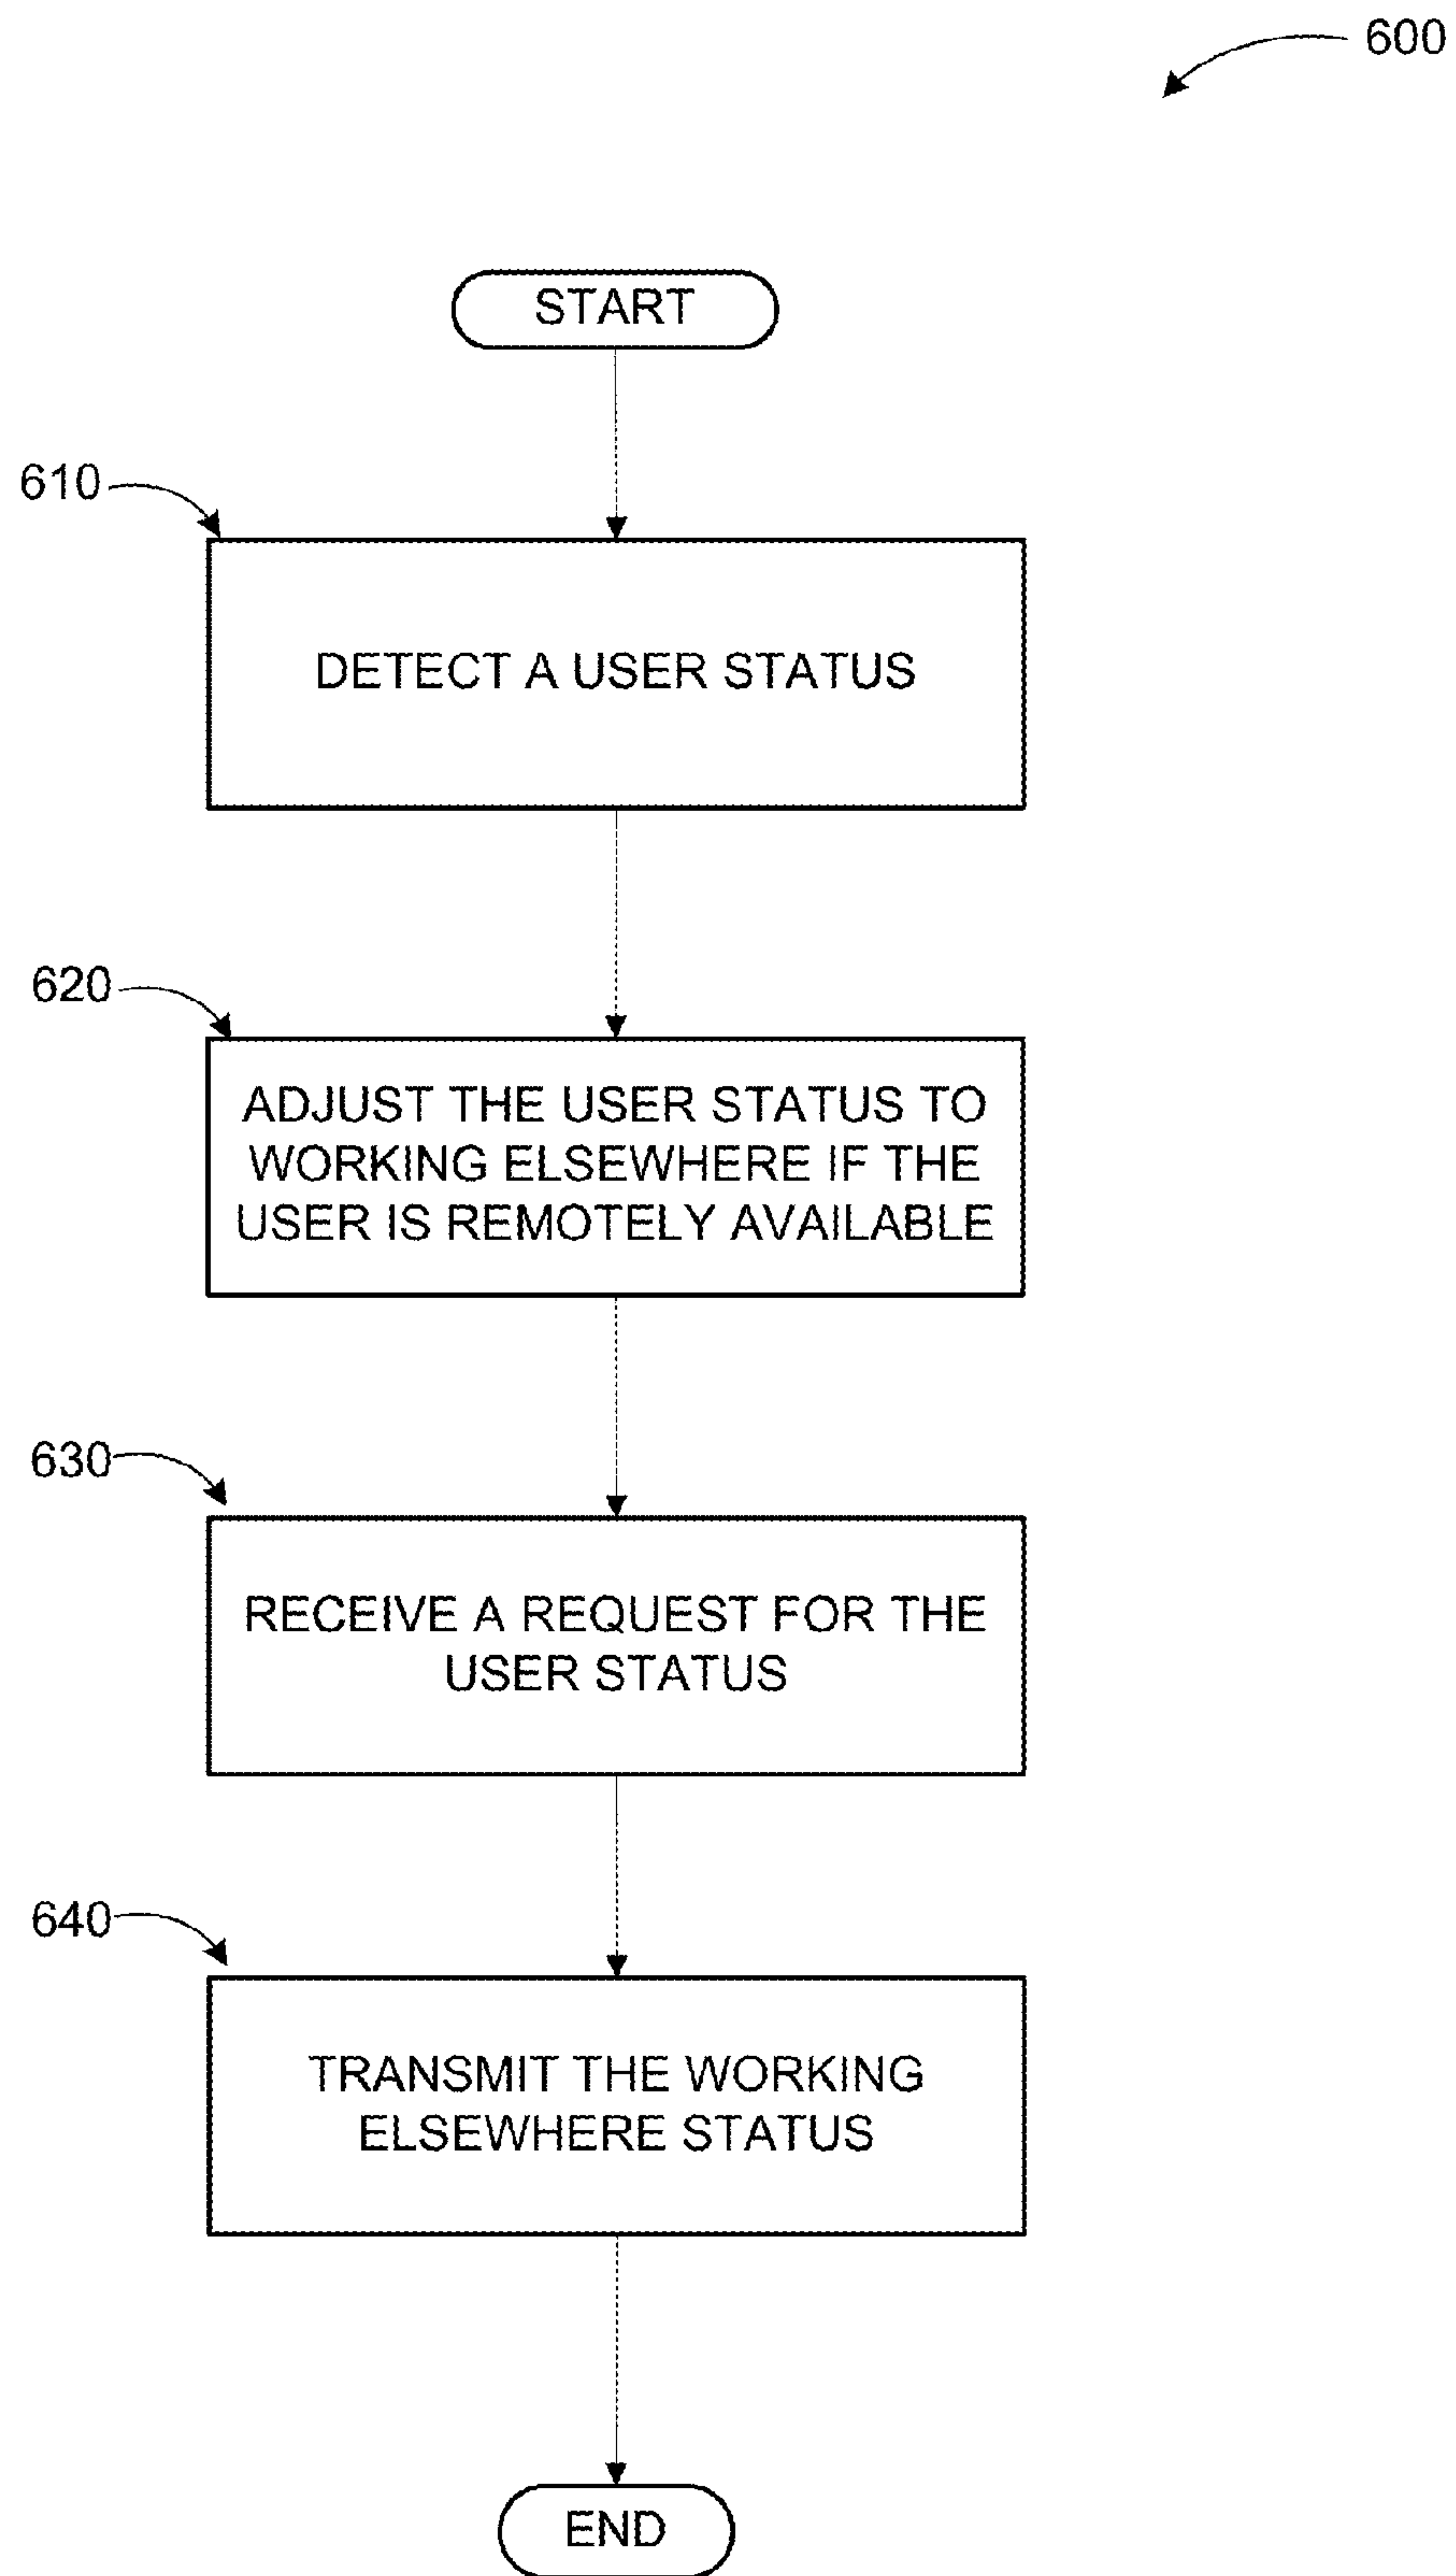 600
START
610
DETECT A USER STATUS
620
ADJUST THE USER STATUS TO
WORKING ELSEWHERE IF THE
USER IS REMOTELY AVAILABLE
630
RECEIVE A REQUEST FOR THE
USER STATUS
640
TRANSMIT THE WORKING
ELSEWHERE STATUS
END